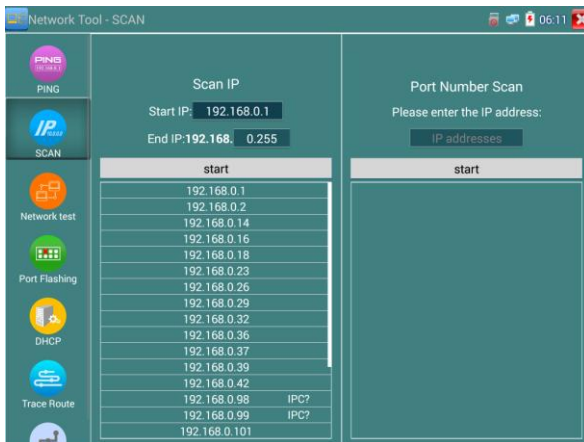 Network Tool - SCAN
06:11
PING
PING
SCAN
Network test
Port Flashing
DHCP
Trace Route
Scan IP
Start IP: 192.168.0.1
End IP:192.168. 0.255
start
192.168.0.1
192.168.0.2
192.168.0.14
192.168.0.16
192.168.0.18
192.168.0.23
192.168.0.26
192.168.0.29
192.168.0.32
192.168.0.36
192.168.0.37
192.168.0.39
192.168.0.42
192.168.0.98 IPC?
192.168.0.99 IPC?
192.168.0.101
Port Number Scan
Please enter the IP address:
IP addresses
start